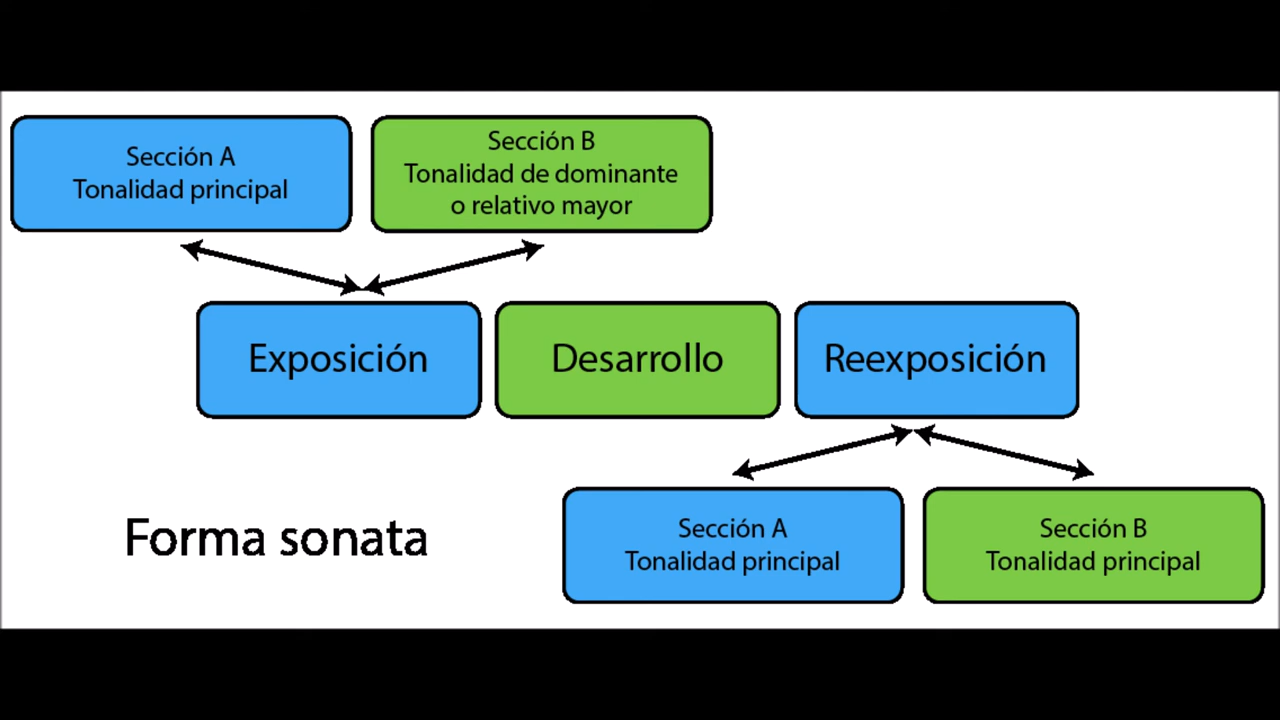 Sección A
Tonalidad principal
Sección B
Tonalidad de dominante
o relativo mayor
Exposición
Desarrollo
Reexposición
Forma sonata
Sección A
Tonalidad principal
Sección B
Tonalidad principal